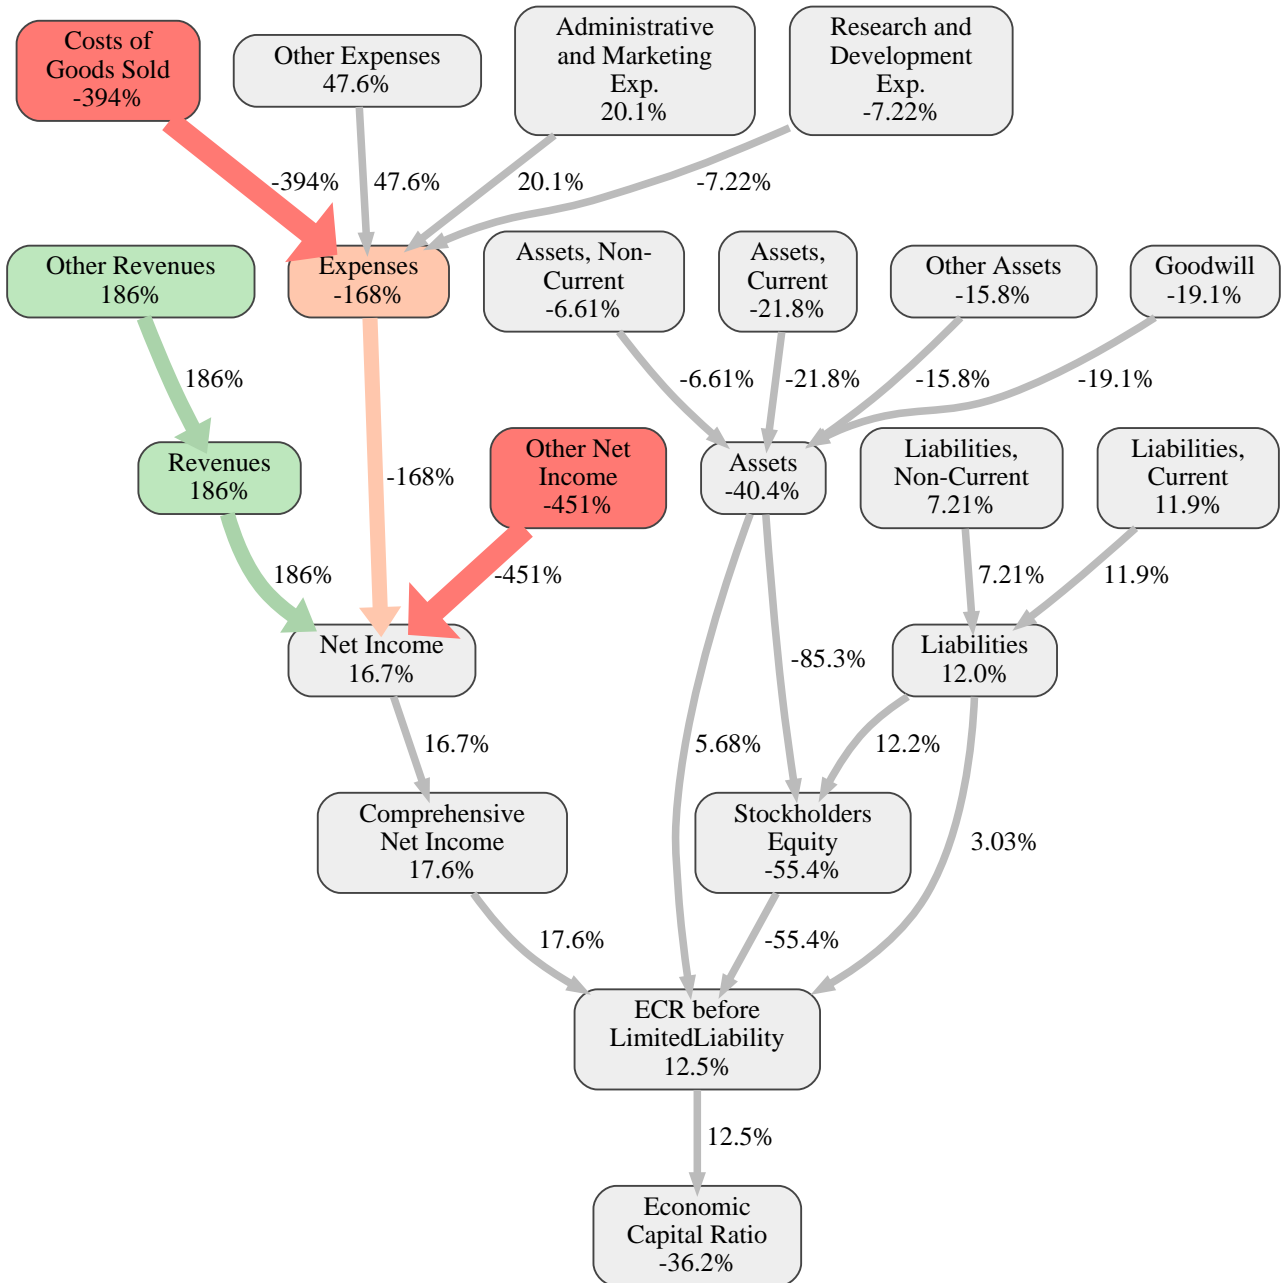 Costs of
Goods Sold
-394%
Other Expenses
47.6%
Administrative
and Marketing
Exp.
20.1%
Research and
Development
Exp.
-7.22%
-394%
47.6%
20.1%
-7.22%
Other Revenues
186%
Expenses
-168%
Assets, Non-
Current
-6.61%
Assets,
Current
-21.8%
Other Assets
-15.8%
Goodwill
-19.1%
186%
-6.61%
-21.8%
-15.8%
-19.1%
Revenues
186%
-168%
Other Net
Income
-451%
Assets
-40.4%
Liabilities,
Non-Current
7.21%
Liabilities,
Current
11.9%
186%
-451%
7.21%
11.9%
Net Income
16.7%
-85.3%
Liabilities
12.0%
16.7%
5.68%
12.2%
Comprehensive
Net Income
17.6%
Stockholders
Equity
-55.4%
3.03%
17.6%
-55.4%
ECR before
LimitedLiability
12.5%
12.5%
Economic
Capital Ratio
-36.2%